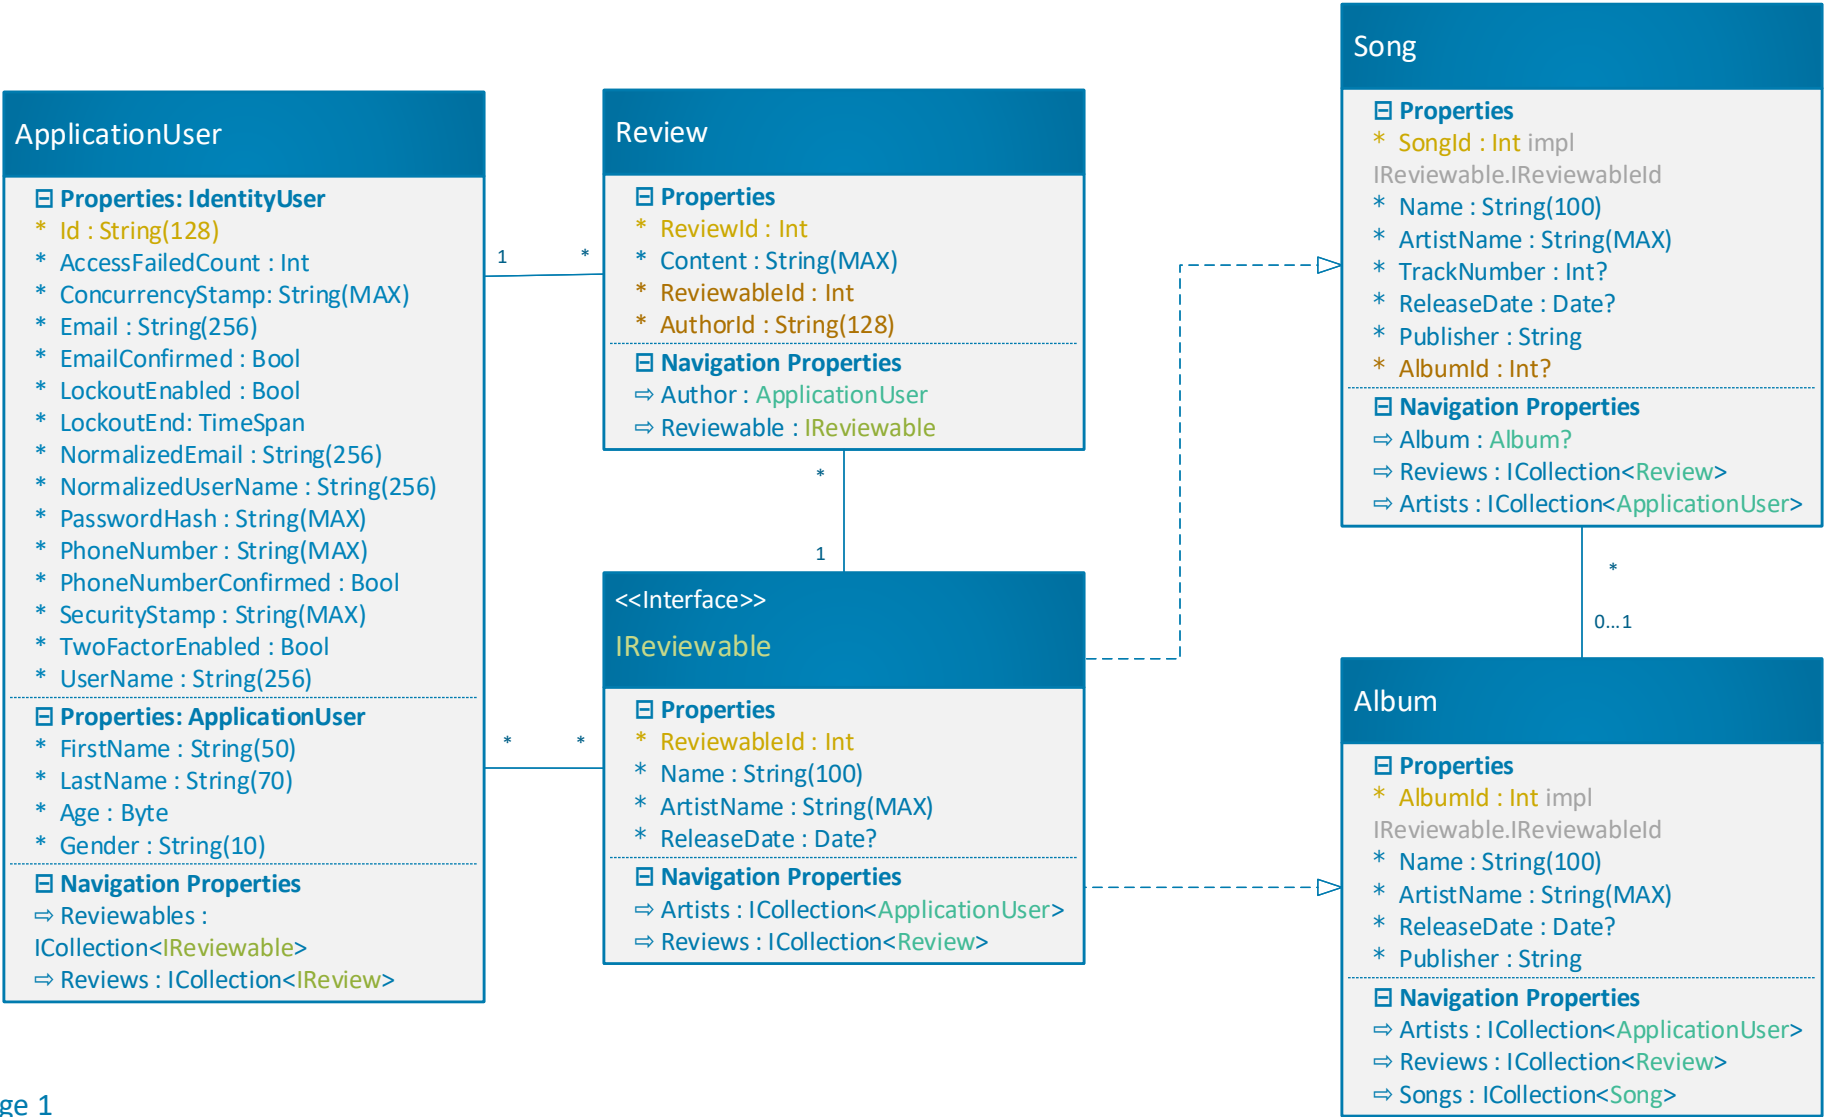 ApplicationUser
Properties: IdentityUser
* Id : String(128)
* AccessFailedCount : Int
* ConcurrencyStamp: String(MAX)
* Email : String(256)
* EmailConfirmed : Bool
* LockoutEnabled : Bool
* LockoutEnd: TimeSpan
* NormalizedEmail : String(256)
* NormalizedUserName : String(256)
* PasswordHash : String(MAX)
* PhoneNumber : String(MAX)
* PhoneNumberConfirmed : Bool
* SecurityStamp : String(MAX)
* TwoFactorEnabled : Bool
* UserName : String(256)
Properties: ApplicationUser
* FirstName : String(50)
* LastName : String(70)
* Age : Byte
* Gender : String(10)
Navigation Properties
⇨ Reviewables :
ICollection<IReviewable>
⇨ Reviews : ICollection<IReview>
1 *
* *
Review
Properties
* ReviewId : Int
* Content : String(MAX)
* ReviewableId : Int
* AuthorId : String(128)
Navigation Properties
⇨ Author : ApplicationUser
⇨ Reviewable : IReviewable
*
1
<<Interface>>
IReviewable
Properties
* ReviewableId : Int
* Name : String(100)
* ArtistName : String(MAX)
* ReleaseDate : Date?
Navigation Properties
⇨ Artists : ICollection<ApplicationUser>
⇨ Reviews : ICollection<Review>
Song
Properties
* SongId : Int impl
IReviewable.IReviewableId
* Name : String(100)
* ArtistName : String(MAX)
* TrackNumber : Int?
* ReleaseDate : Date?
* Publisher : String
* AlbumId : Int?
Navigation Properties
⇨ Album : Album?
⇨ Reviews : ICollection<Review>
⇨ Artists : ICollection<ApplicationUser>
*
0...1
Album
Properties
* AlbumId : Int impl
IReviewable.IReviewableId
* Name : String(100)
* ArtistName : String(MAX)
* ReleaseDate : Date?
* Publisher : String
Navigation Properties
⇨ Artists : ICollection<ApplicationUser>
⇨ Reviews : ICollection<Review>
⇨ Songs : ICollection<Song>
ge 1